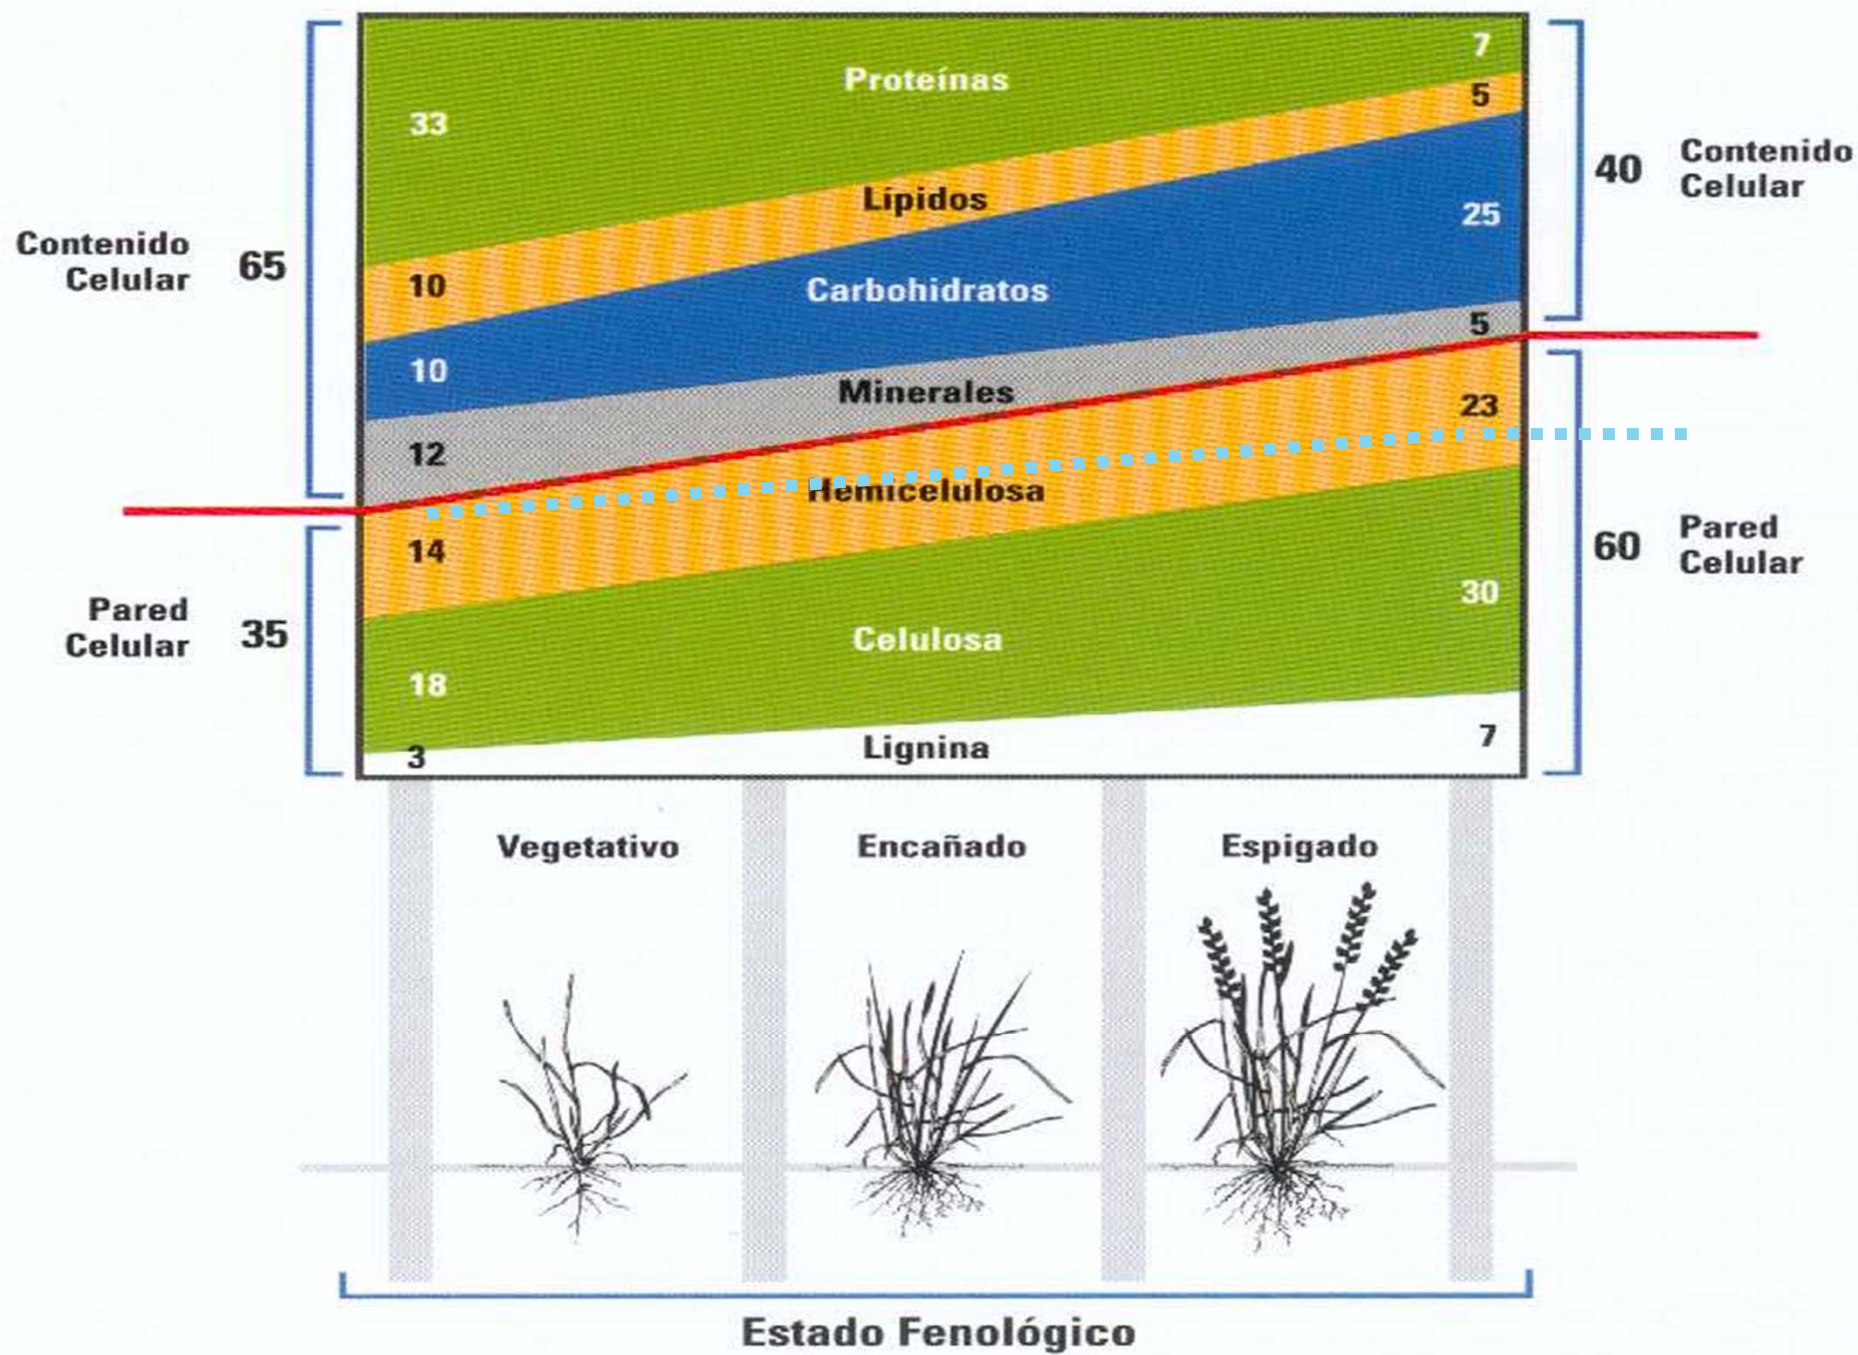 7
Proteínas
5
33
Contenido
40
Celular
Lípidos
25
Contenido
65
Celular
10
Carbohidratos
5
10
Minerales
23
12
Hemicelulosa
Pared
60
Celular
14
30
Pared
35
Celular
Celulosa
18
7
Lignina
3
Vegetativo
Encañado
Espigado
Estado Fenológico